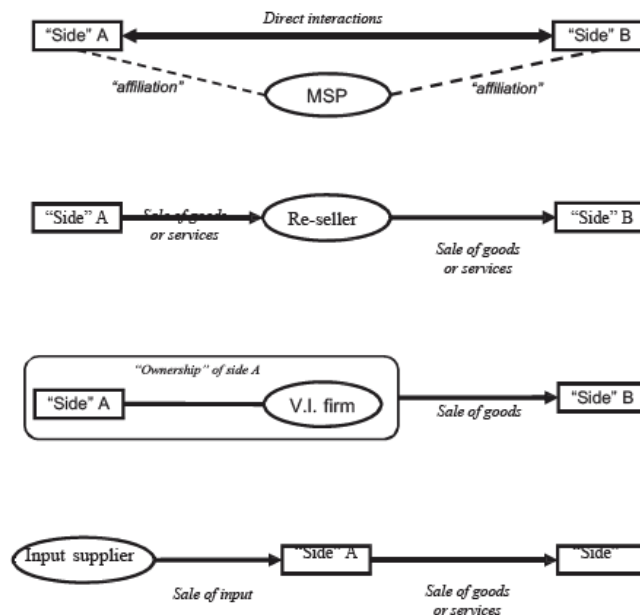 Direct interactions
"Side" A
"Side" B
"affiliation"
MSP
"affiliation"
"Side" A
Sale of goods
or services
Re-seller
Sale of goods
or services
"Side" B
"Ownership" of side A
"Side" A
V.I. firm
Sale of goods
"Side" B
Input supplier
Sale of input
"Side" A
Sale of goods
or services
"Side"